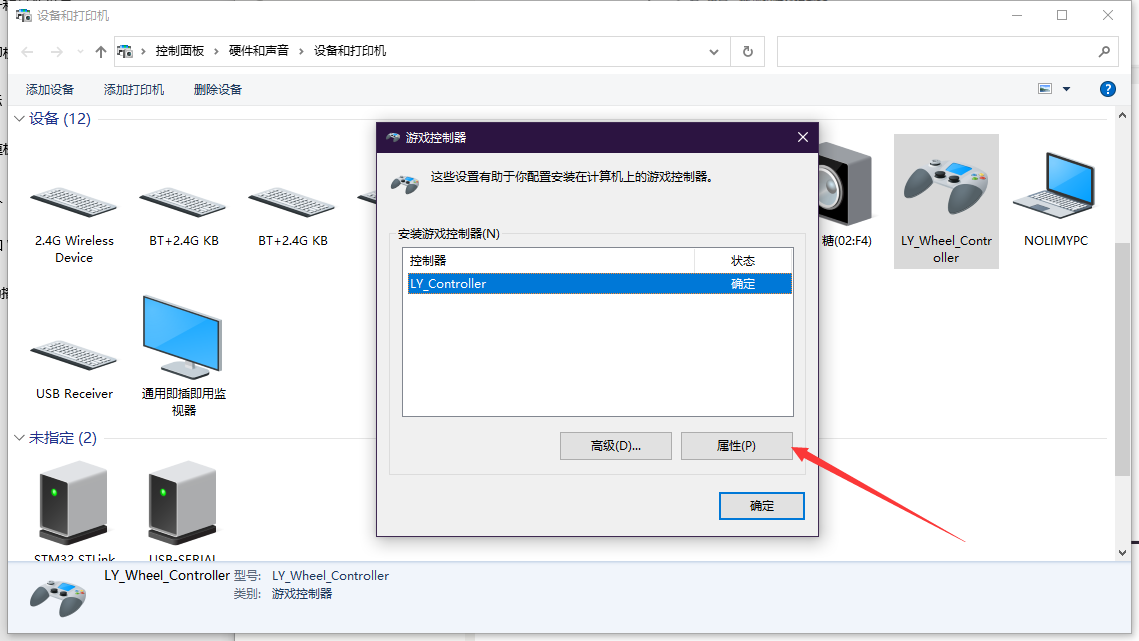 设备和打印机
控制面板 › 硬件和声音 › 设备和打印机
添加设备 添加打印机 删除设备
设备 (12)
2.4G Wireless
Device
BT+2.4G KB
BT+2.4G KB
糖(02:F4)
LY_Wheel_Contr
oller
NOLIMYPC
USB Receiver
通用即插即用监
视器
未指定 (2)
STM32 STLink
USB-SERIAL
游戏控制器
这些设置有助于你配置安装在计算机上的游戏控制器。
安装游戏控制器(N)
控制器 状态
LY_Controller 确定
高级(D)... 属性(P)
确定
LY_Wheel_Controller 型号: LY_Wheel_Controller
类别: 游戏控制器